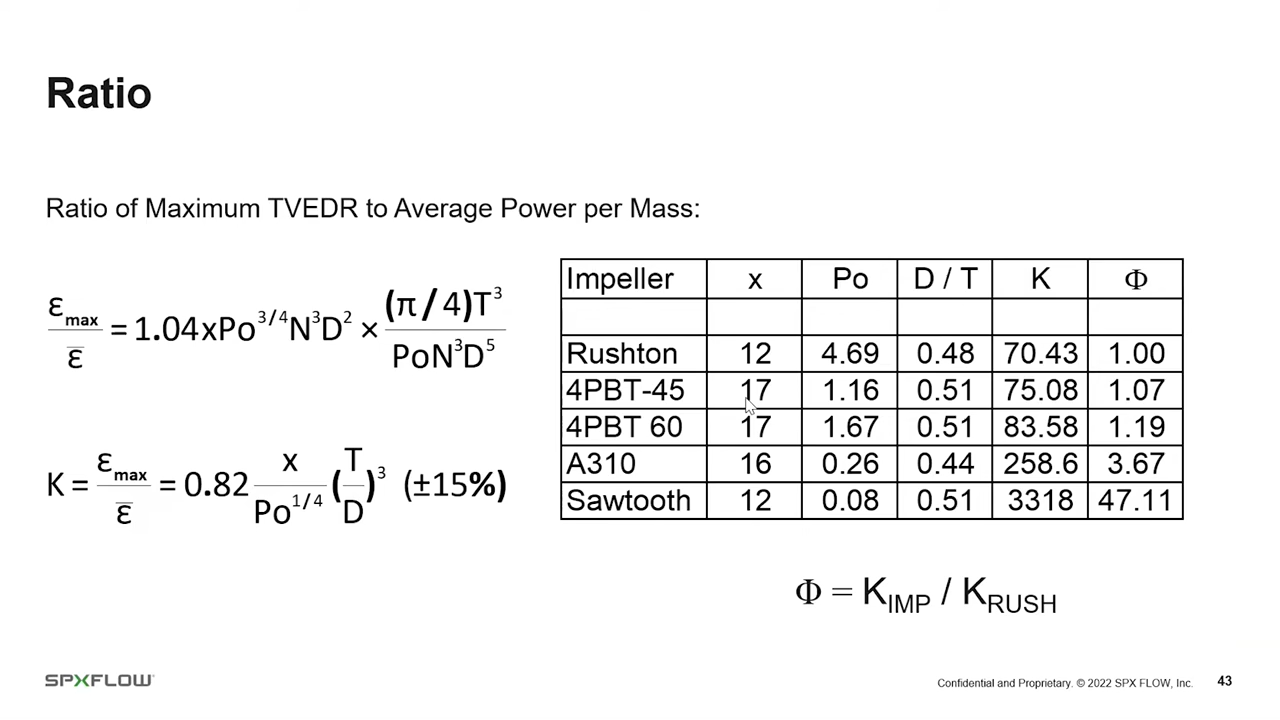 Ratio
Ratio of Maximum TVEDR to Average Power per Mass:
ε_max / ε̅ = 1.04xPo^3/4 N^3D^2 × (π/4)T^3 / PoN^3D^5
K = ε_max / ε̅ = 0.82 x / Po^1/4 (T/D)^3 (±15%)
Impeller x Po D / T K Φ
Rushton 12 4.69 0.48 70.43 1.00
4PBT-45 17 1.16 0.51 75.08 1.07
4PBT 60 17 1.67 0.51 83.58 1.19
A310 16 0.26 0.44 258.6 3.67
Sawtooth 12 0.08 0.51 3318 47.11
Φ = K_IMP / K_RUSH
SPXFLOW
Confidential and Proprietary. © 2022 SPX FLOW, Inc. 43